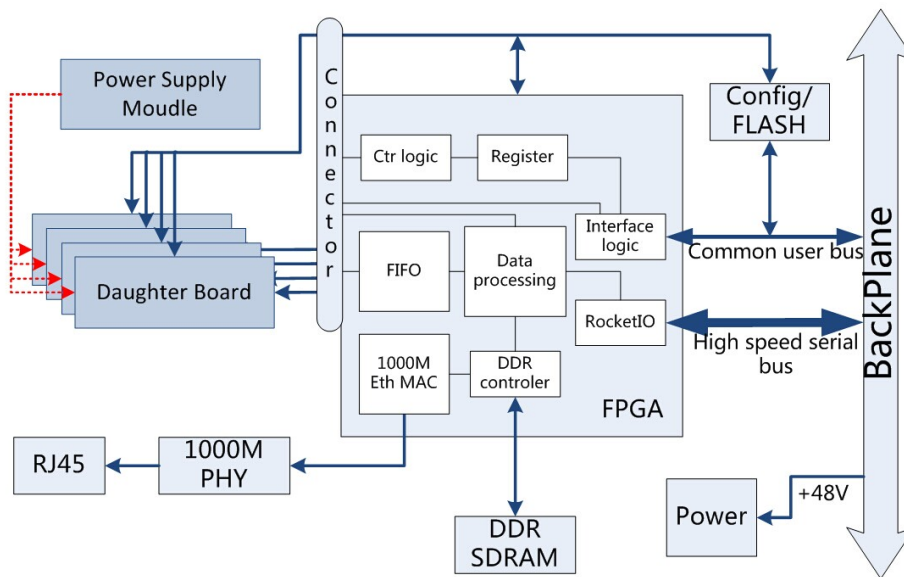 Power Supply
Moudle
Connector
Config/
FLASH
Ctr logic
Register
Interface
logic
Common user bus
FIFO
Data
processing
Daughter Board
RocketIO
High speed serial
bus
1000M
Eth MAC
DDR
controler
FPGA
BackPlane
RJ45
1000M
PHY
DDR
SDRAM
Power
+48V